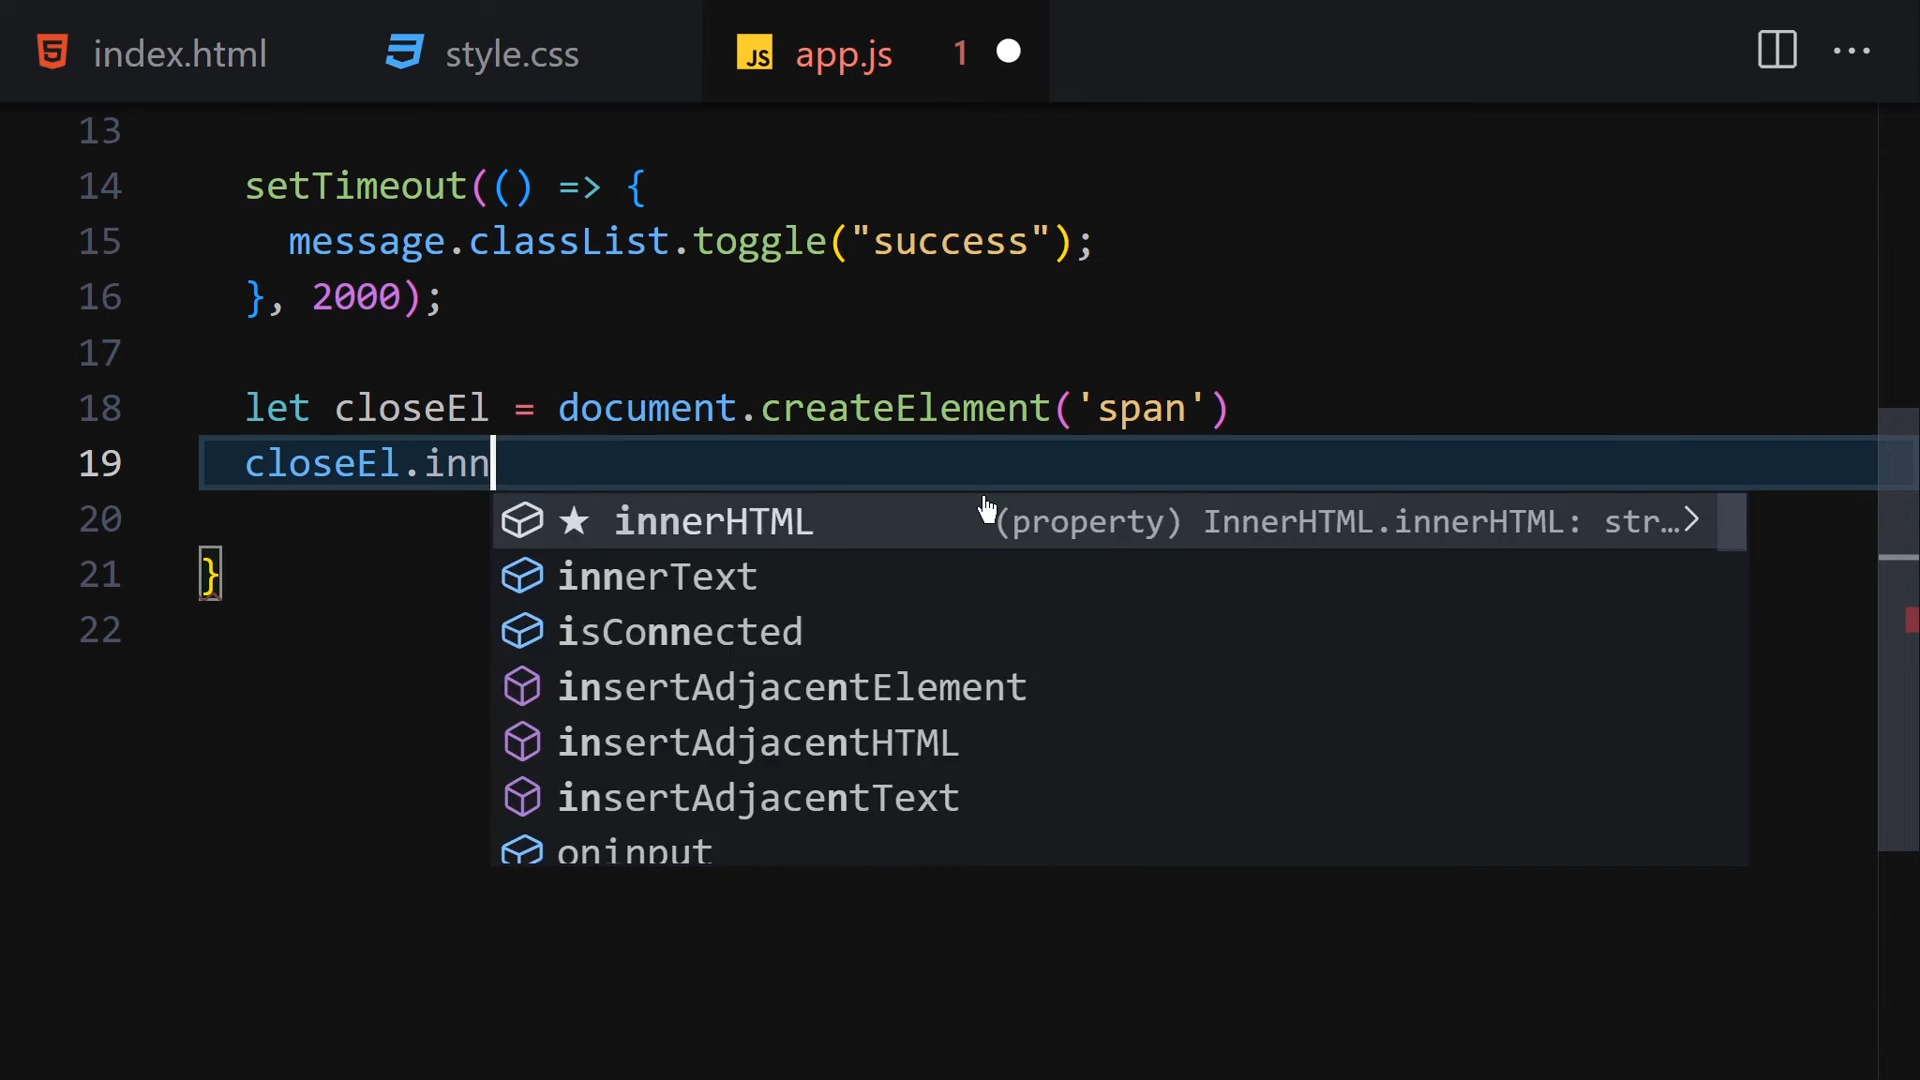 index.html style.css JS app.js 1 ...
13
14 setTimeout(() => {
15 message.classList.toggle("success");
16 }, 2000);
17
18 let closeEl = document.createElement('span')
19 closeEl.inn
20 ★ innerHTML (property) InnerHTML.innerHTML: str…
innerText
21 }
isConnected
22
insertAdjacentElement
insertAdjacentHTML
insertAdjacentText
oninput